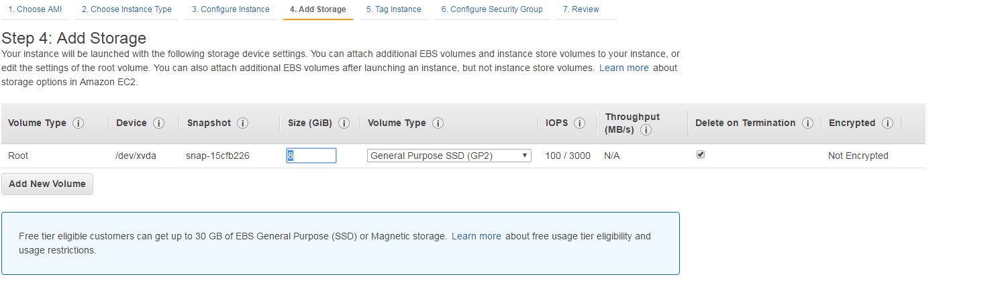 1. Choose AMI 2. Choose Instance Type 3. Configure Instance 4. Add Storage 5. Tag Instance 6. Configure Security Group 7. Review
Step 4: Add Storage
Your instance will be launched with the following storage device settings. You can attach additional EBS volumes and instance store volumes to your instance, or
edit the settings of the root volume. You can also attach additional EBS volumes after launching an instance, but not instance store volumes. Learn more about
storage options in Amazon EC2.
Volume Type i Device i Snapshot i Size (GiB) i Volume Type i IOPS i Throughput (MB/s) i Delete on Termination i Encrypted i
Root /dev/xvda snap-15cfb226 8 General Purpose SSD (GP2) 100 / 3000 N/A Not Encrypted
Add New Volume
Free tier eligible customers can get up to 30 GB of EBS General Purpose (SSD) or Magnetic storage. Learn more about free usage tier eligibility and
usage restrictions.